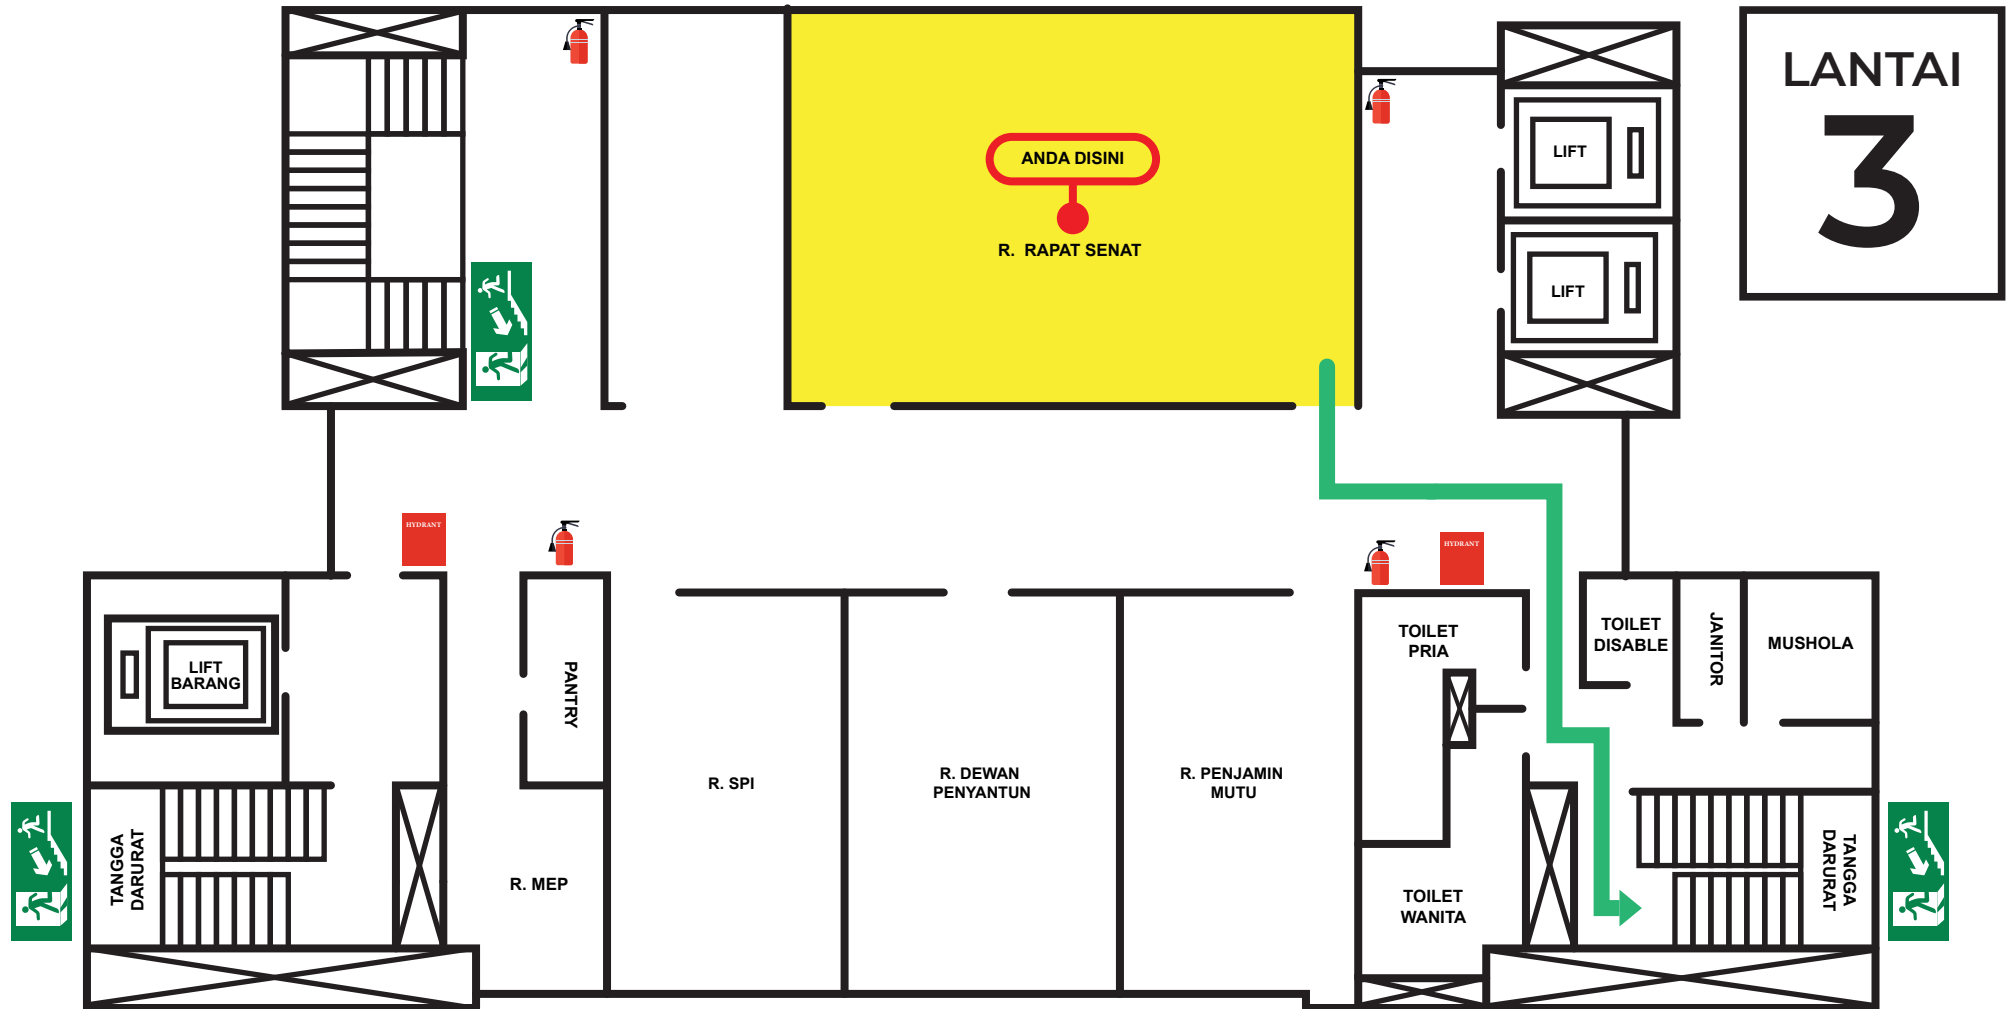 LANTAI
3
ANDA DISINI
R. RAPAT SENAT
LIFT
LIFT
HYDRANT
HYDRANT
LIFT
BARANG
PANTRY
TOILET
PRIA
TOILET
DISABLE
JANITOR
MUSHOLA
R. SPI
R. DEWAN
PENYANTUN
R. PENJAMIN
MUTU
TANGGA
DARURAT
R. MEP
TOILET
WANITA
TANGGA
DARURAT